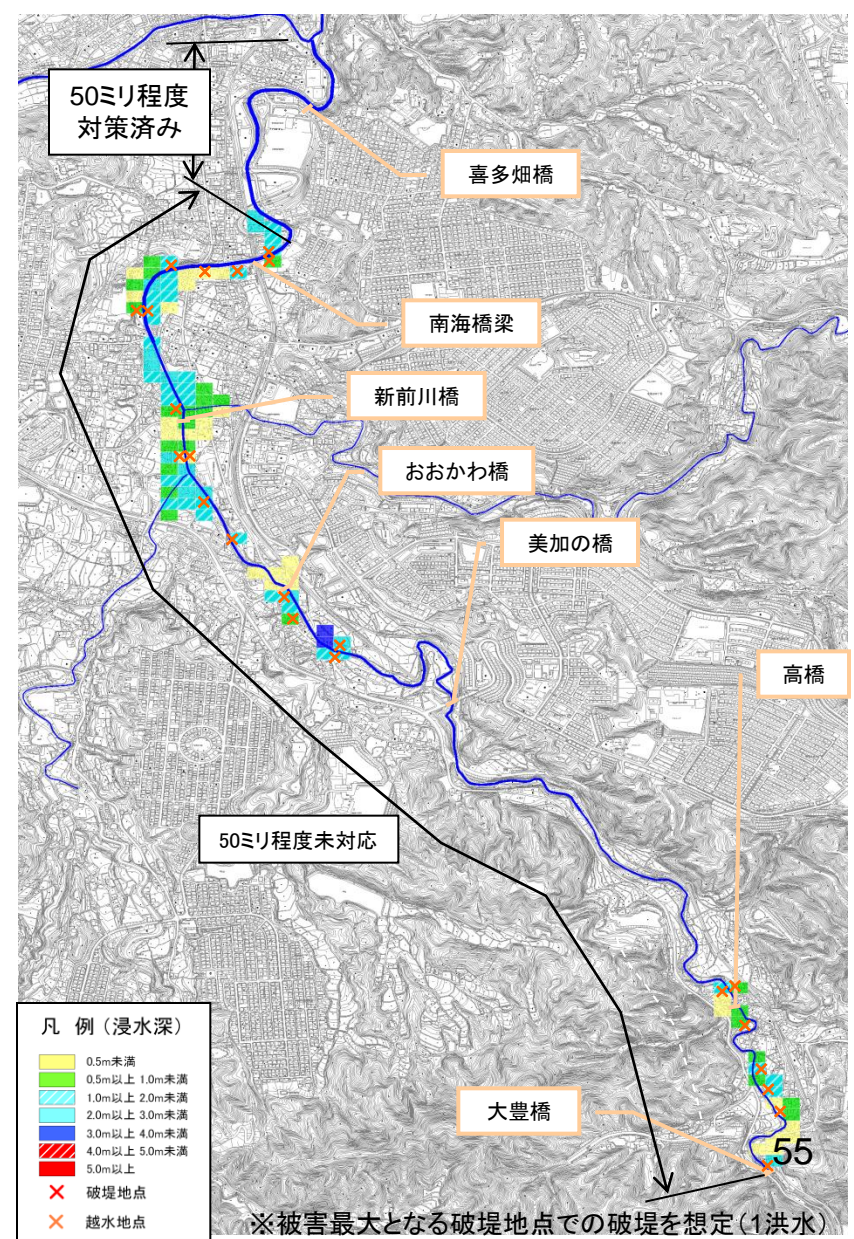 50ミリ程度
対策済み
喜多畑橋
南海橋梁
新前川橋
おおかわ橋
美加の橋
高橋
50ミリ程度未対応
大豊橋
55
凡 例 (浸水深)
0.5m未満
0.5m以上 1.0m未満
1.0m以上 2.0m未満
2.0m以上 3.0m未満
3.0m以上 4.0m未満
4.0m以上 5.0m未満
5.0m以上
破堤地点
越水地点
※被害最大となる破堤地点での破堤を想定(1洪水)